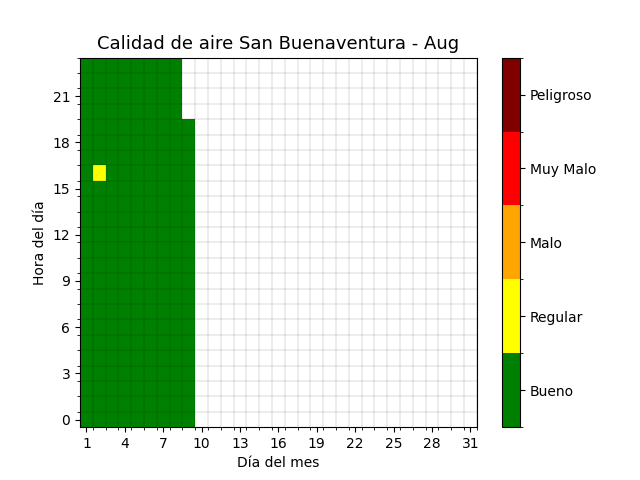 Calidad de aire San Buenaventura - Aug
Hora del día
21
18
15
12
9
6
3
0
1 4 7 10 13 16 19 22 25 28 31
Día del mes
Peligroso
Muy Malo
Malo
Regular
Bueno